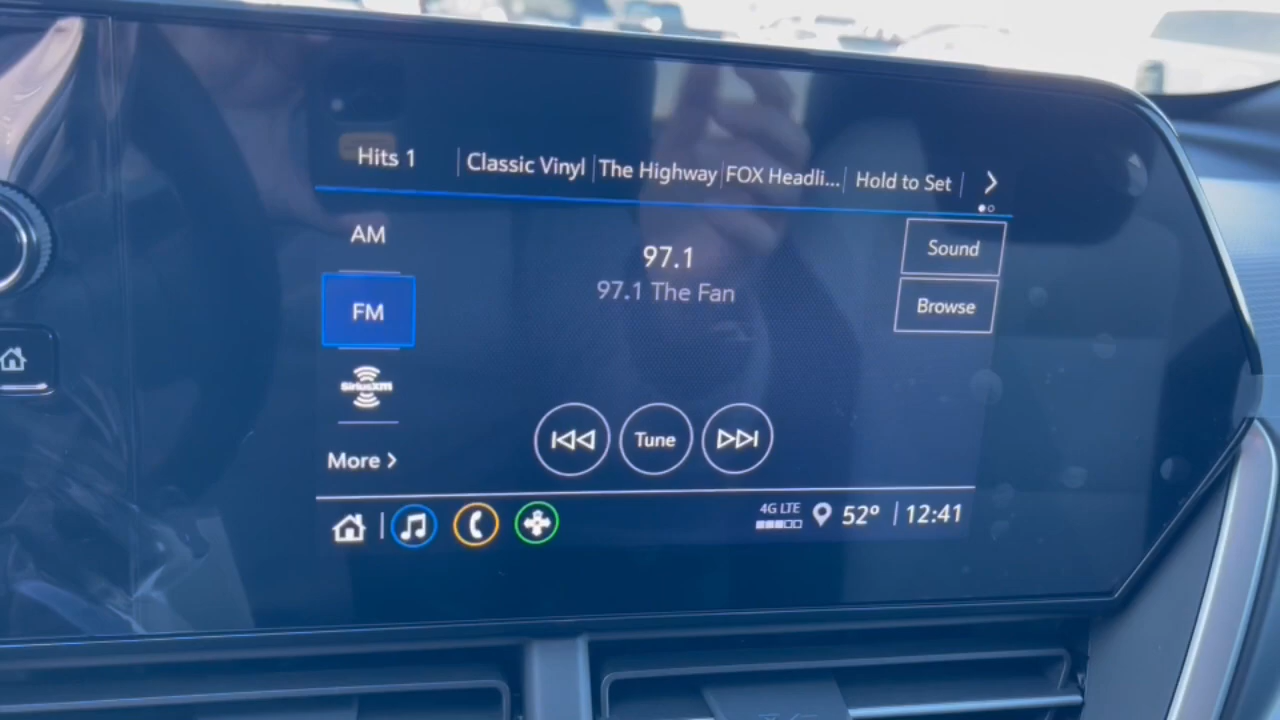 Hits 1
Classic Vinyl
The Highway
FOX Headli...
Hold to Set
AM
FM
SiriusXM
More
97.1
97.1 The Fan
Sound
Browse
Tune
4G LTE
52°
12:41